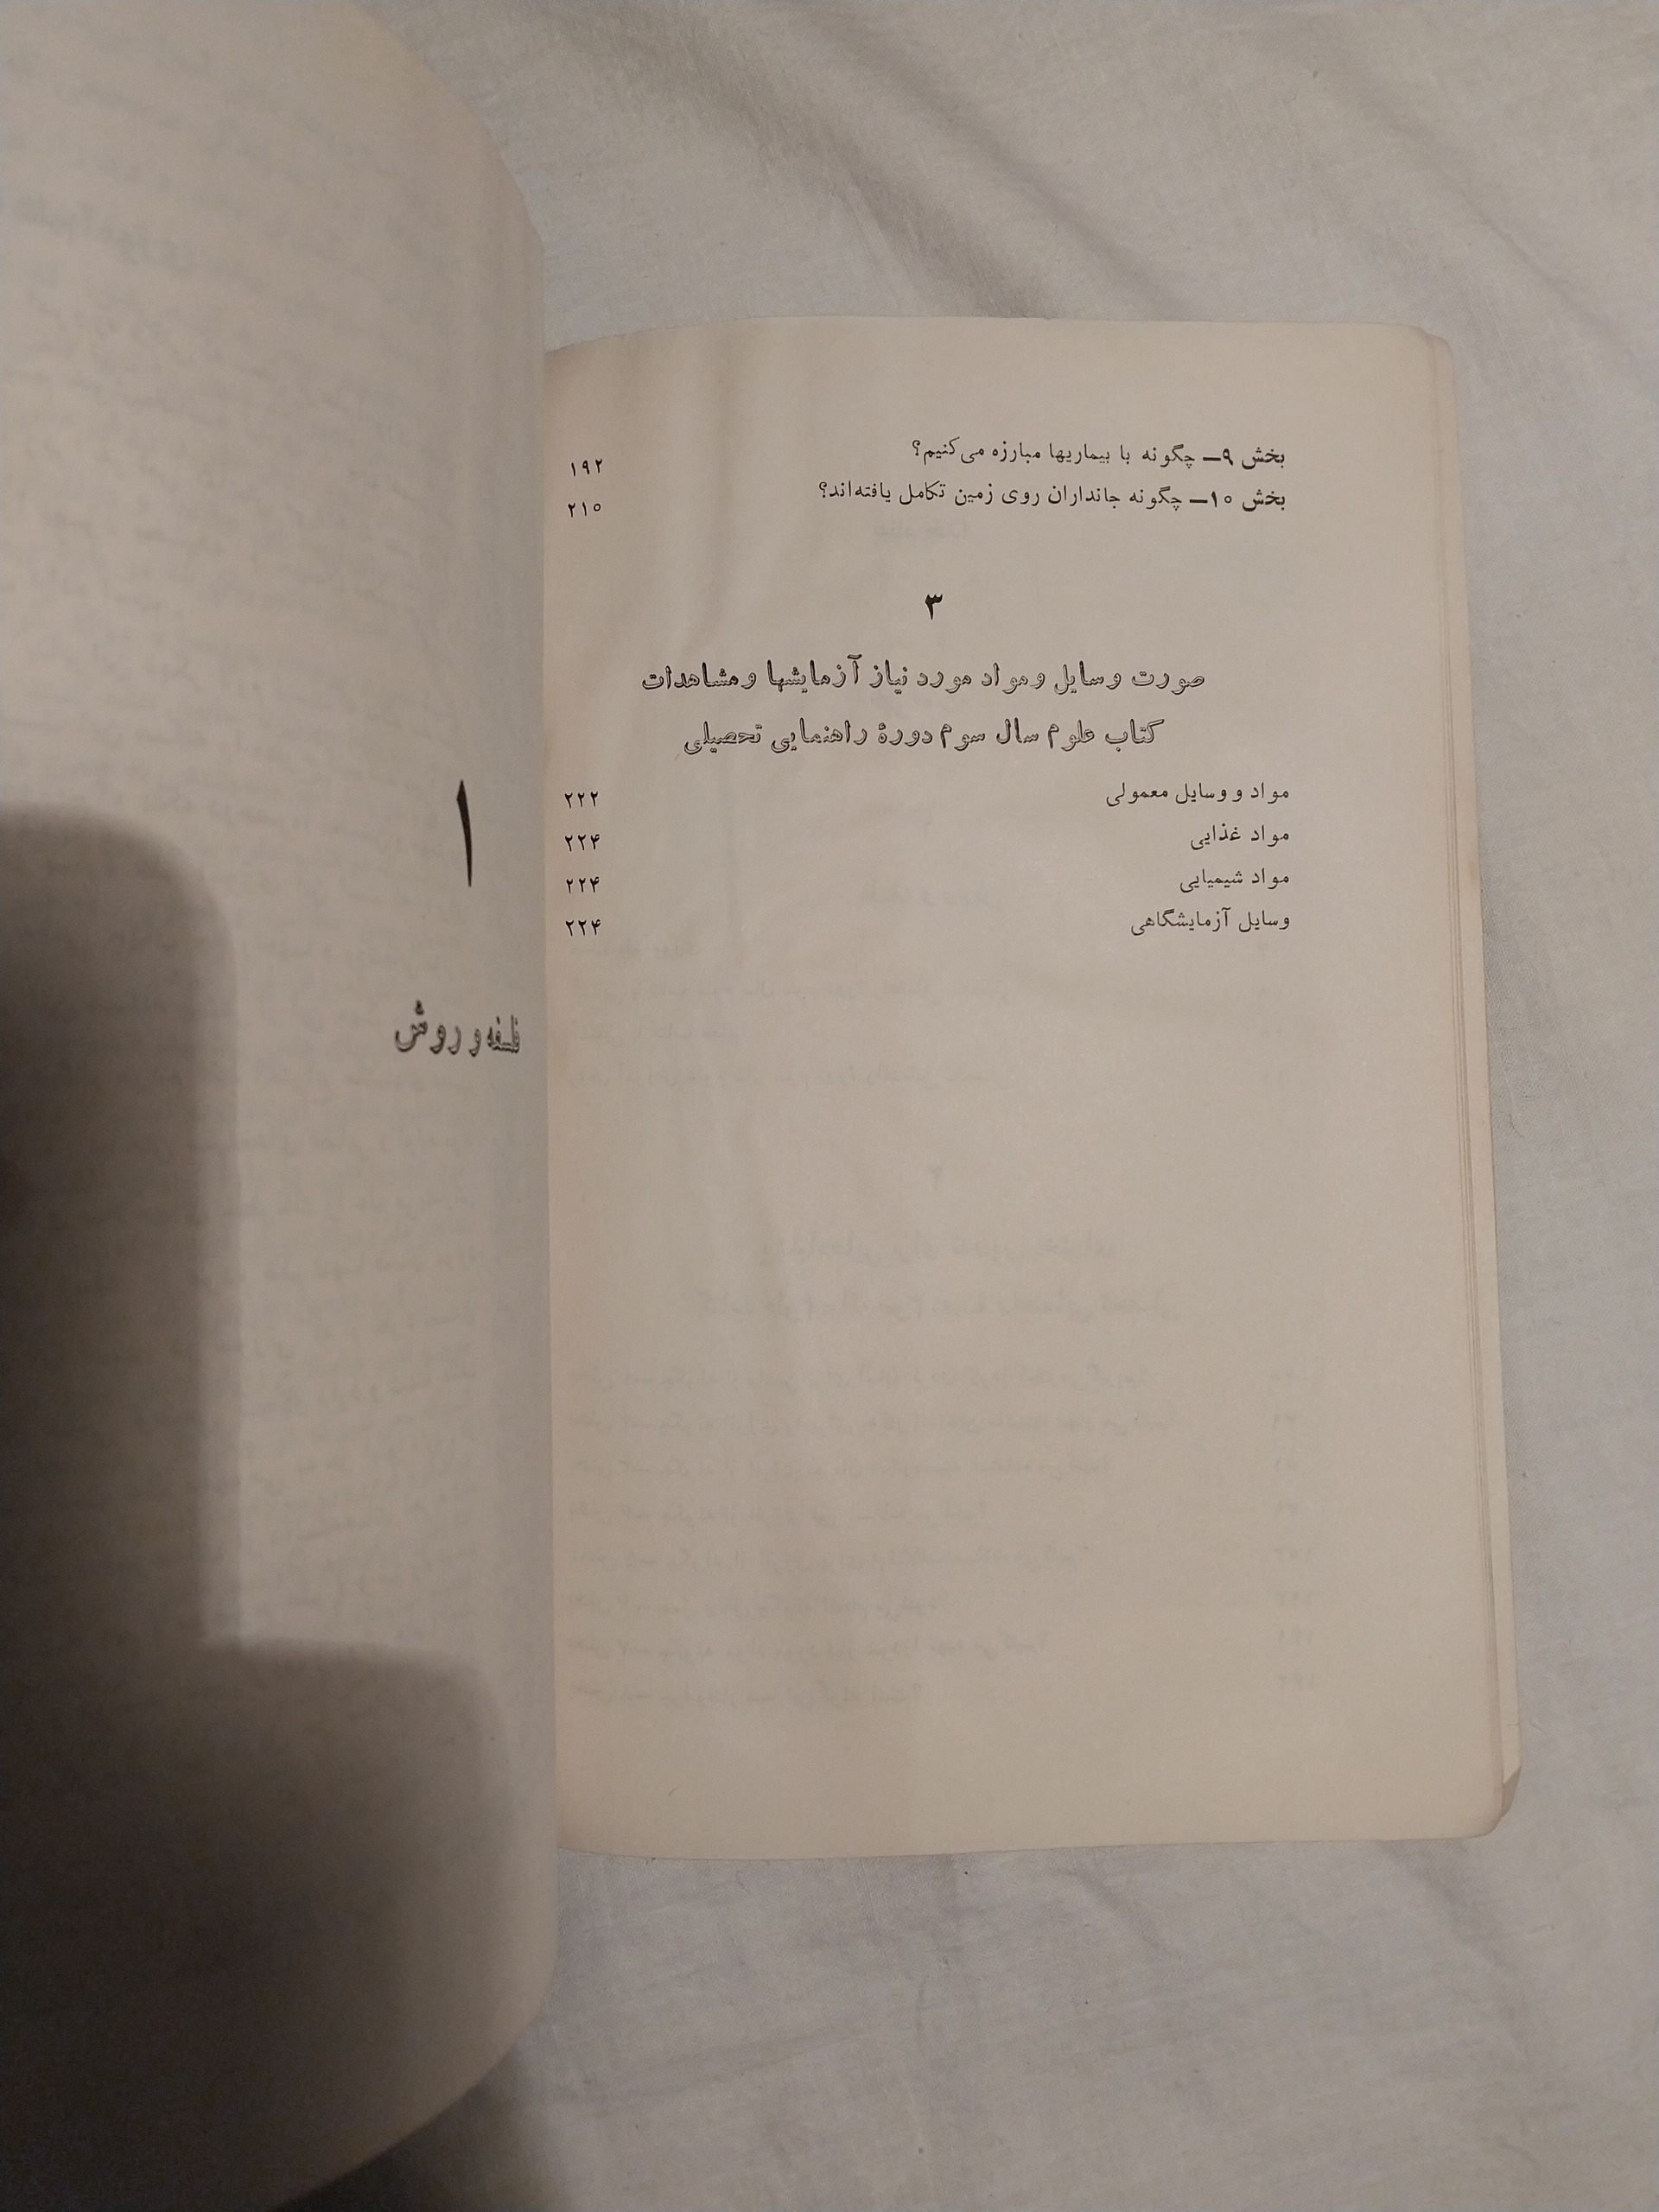 بخش ۹ــ چگونه با بیماریها مبارزه می‌کنیم؟ ۱۹۲
بخش ۱۰ــ چگونه جانداران روی زمین تکامل یافته‌اند؟ ۲۱۰
۳
صورت وسایل و مواد مورد نیاز آزمایشها و مشاهدات
کتاب علوم سال سوم دورهٔ راهنمایی تحصیلی
مواد و وسایل معمولی ۲۲۲
مواد غذایی ۲۲۴
مواد شیمیایی ۲۲۴
وسایل آزمایشگاهی ۲۲۴
۱
فلسفه و روش